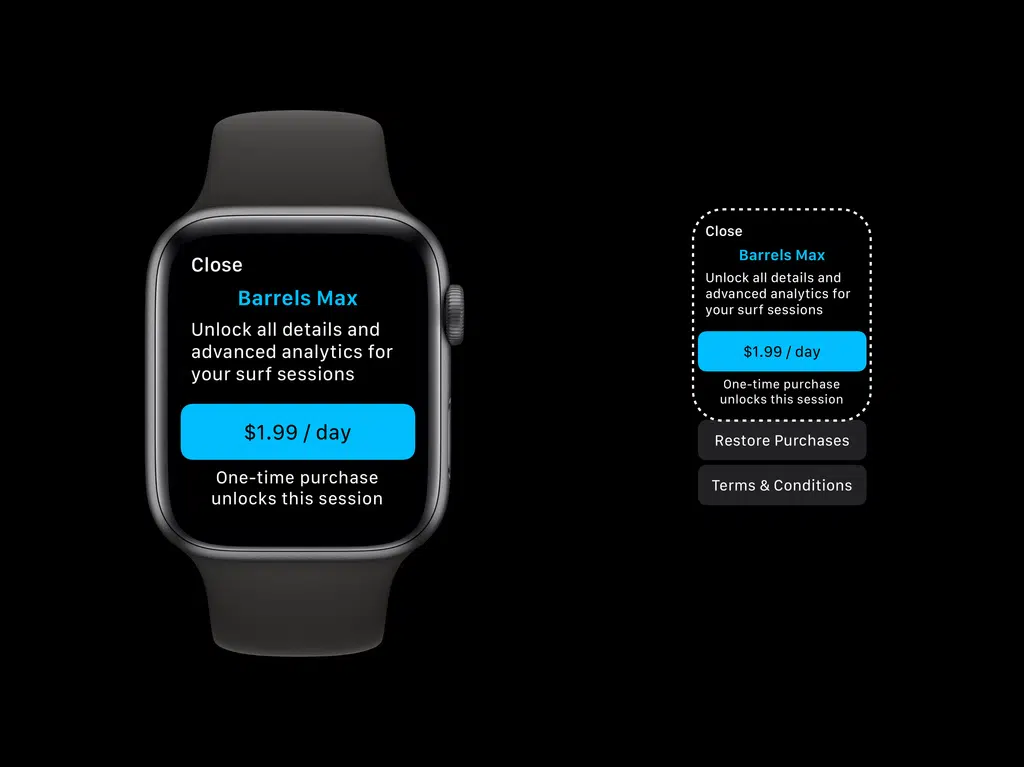 Close
Barrels Max
Unlock all details and
advanced analytics for
your surf sessions
$1.99 / day
One-time purchase
unlocks this session
Close
Barrels Max
Unlock all details and
advanced analytics for
your surf sessions
$1.99 / day
One-time purchase
unlocks this session
Restore Purchases
Terms & Conditions